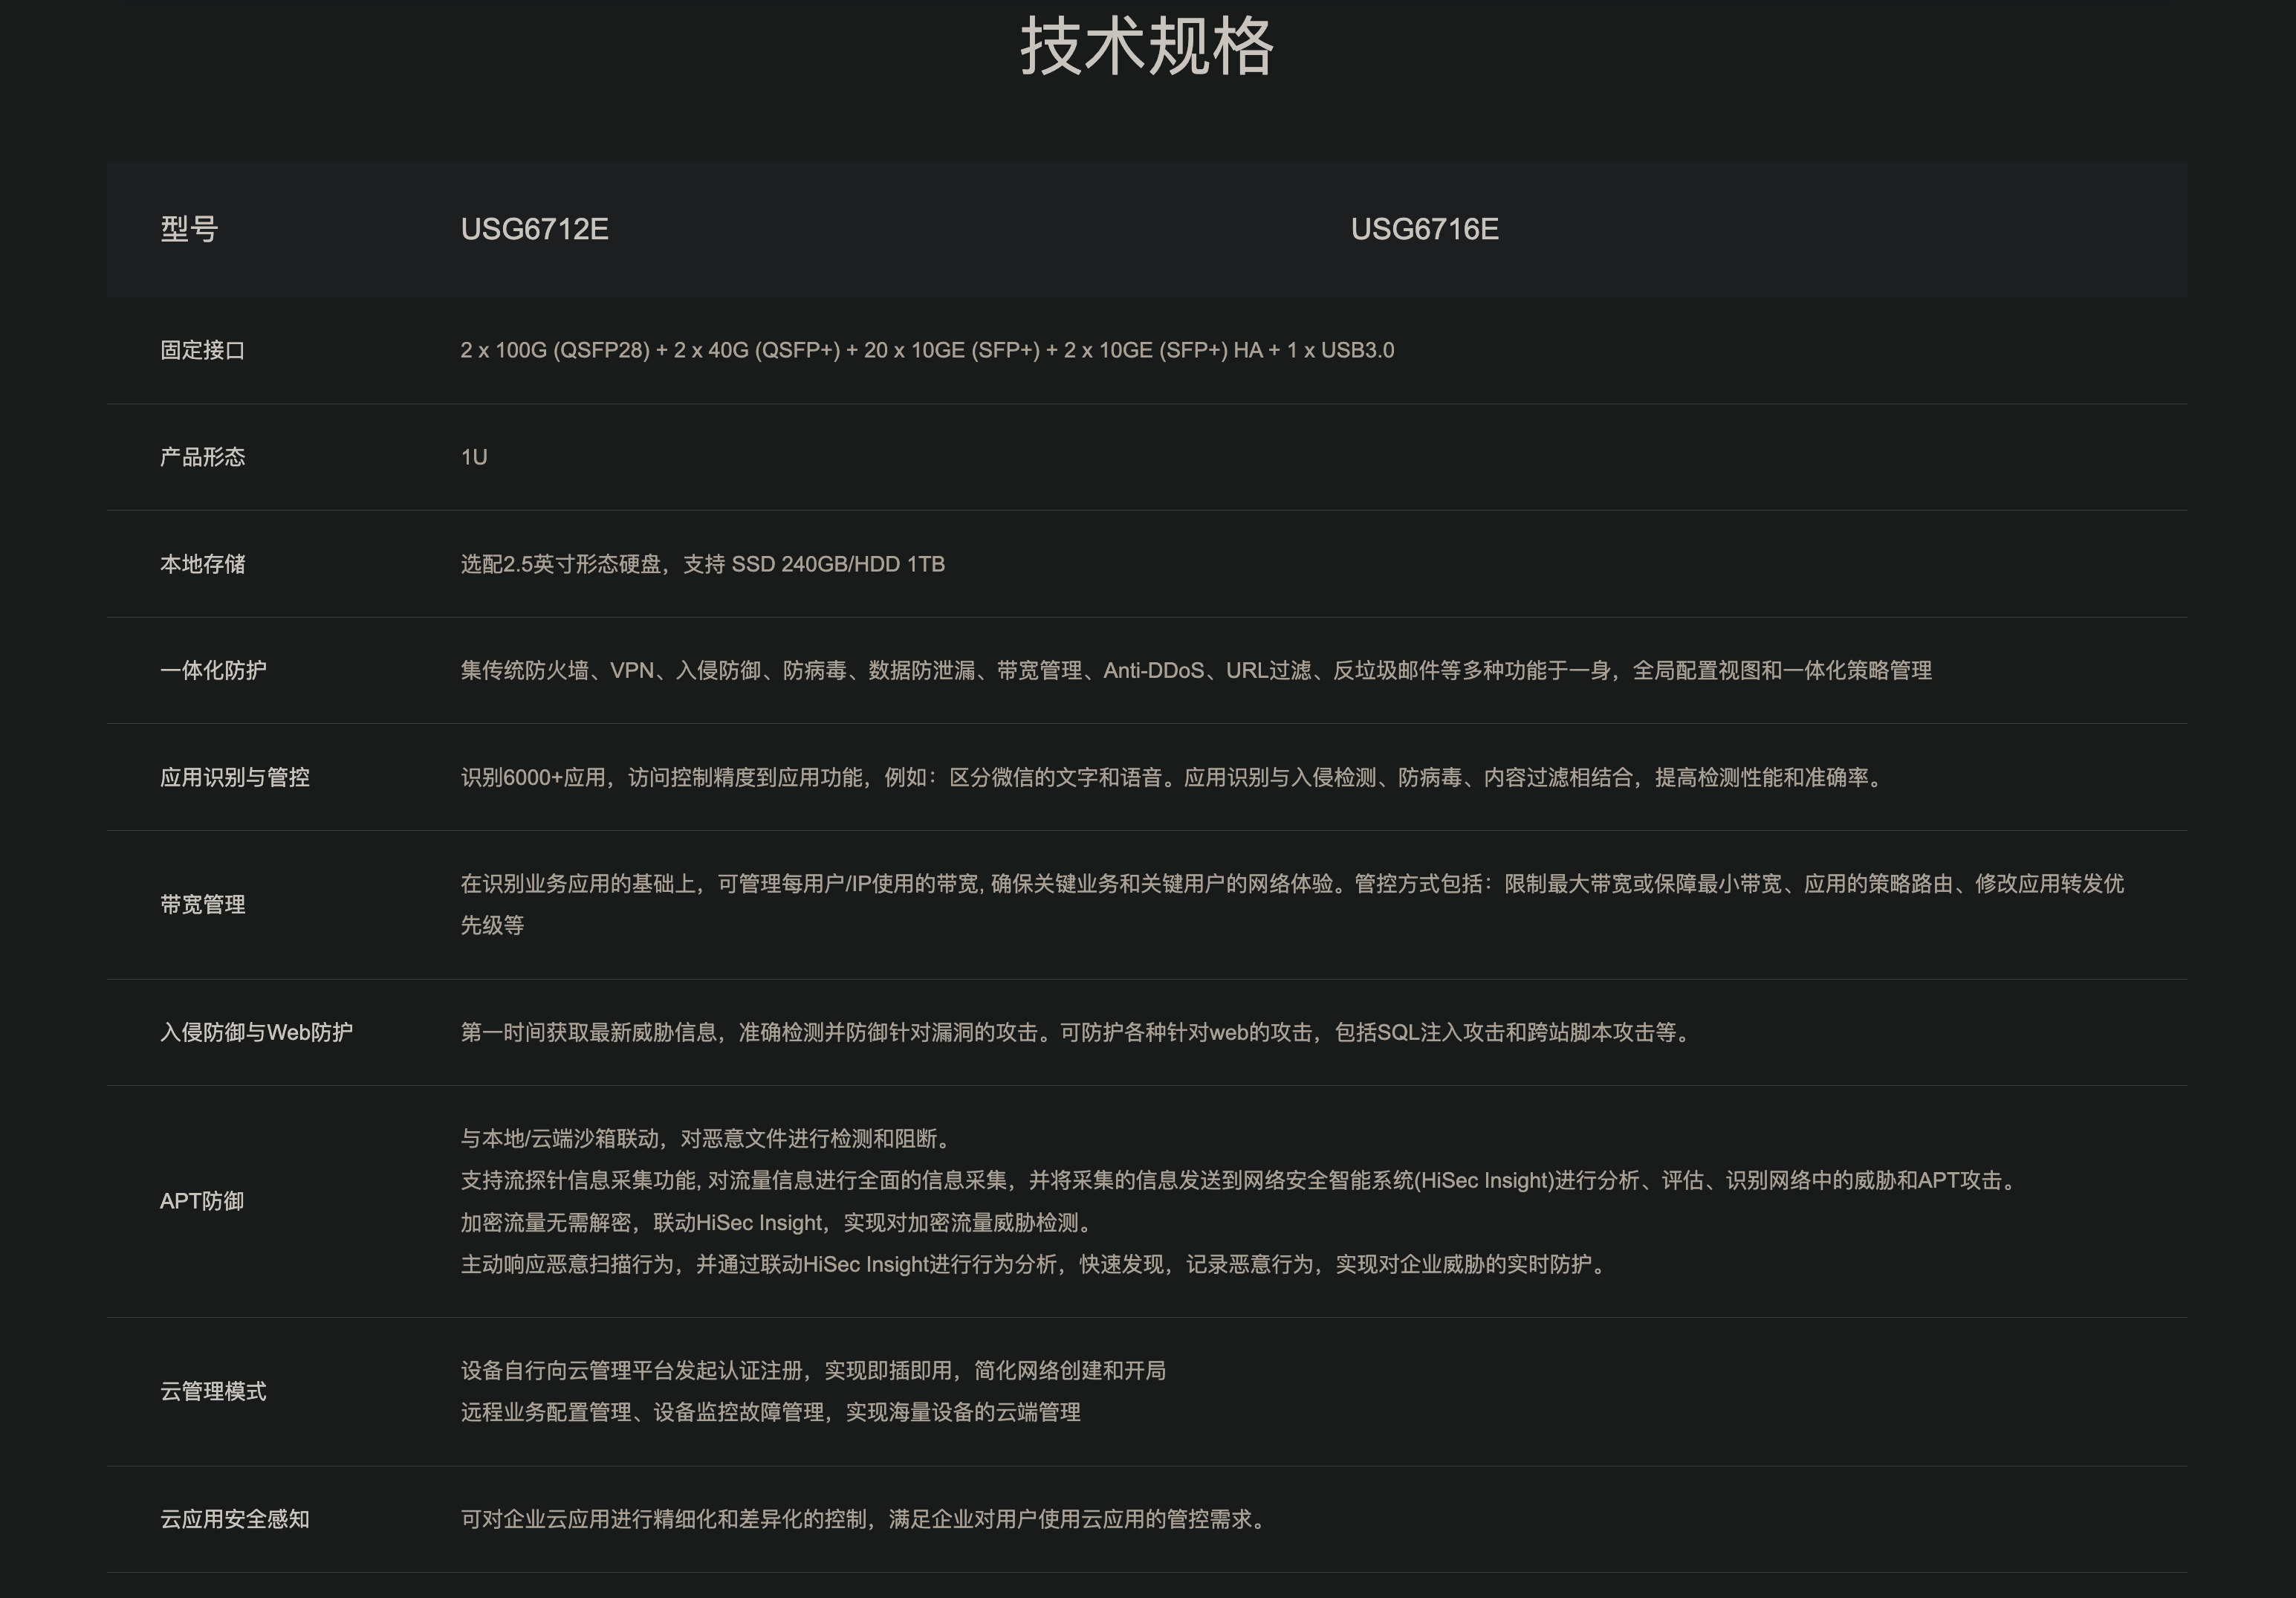 技术规格
型号 USG6712E USG6716E
固定接口 2 x 100G (QSFP28) + 2 x 40G (QSFP+) + 20 x 10GE (SFP+) + 2 x 10GE (SFP+) HA + 1 x USB3.0
产品形态 1U
本地存储 选配2.5英寸形态硬盘，支持 SSD 240GB/HDD 1TB
一体化防护 集传统防火墙、VPN、入侵防御、防病毒、数据防泄漏、带宽管理、Anti-DDoS、URL过滤、反垃圾邮件等多种功能于一身，全局配置视图和一体化策略管理
应用识别与管控 识别6000+应用，访问控制精度到应用功能，例如：区分微信的文字和语音。应用识别与入侵检测、防病毒、内容过滤相结合，提高检测性能和准确率。
带宽管理 在识别业务应用的基础上，可管理每用户/IP使用的带宽, 确保关键业务和关键用户的网络体验。管控方式包括：限制最大带宽或保障最小带宽、应用的策略路由、修改应用转发优
先级等
入侵防御与Web防护 第一时间获取最新威胁信息，准确检测并防御针对漏洞的攻击。可防护各种针对web的攻击，包括SQL注入攻击和跨站脚本攻击等。
APT防御 与本地/云端沙箱联动，对恶意文件进行检测和阻断。
支持流探针信息采集功能, 对流量信息进行全面的信息采集，并将采集的信息发送到网络安全智能系统(HiSec Insight)进行分析、评估、识别网络中的威胁和APT攻击。
加密流量无需解密，联动HiSec Insight，实现对加密流量威胁检测。
主动响应恶意扫描行为，并通过联动HiSec Insight进行行为分析，快速发现，记录恶意行为，实现对企业威胁的实时防护。
云管理模式 设备自行向云管理平台发起认证注册，实现即插即用，简化网络创建和开局
远程业务配置管理、设备监控故障管理，实现海量设备的云端管理
云应用安全感知 可对企业云应用进行精细化和差异化的控制，满足企业对用户使用云应用的管控需求。